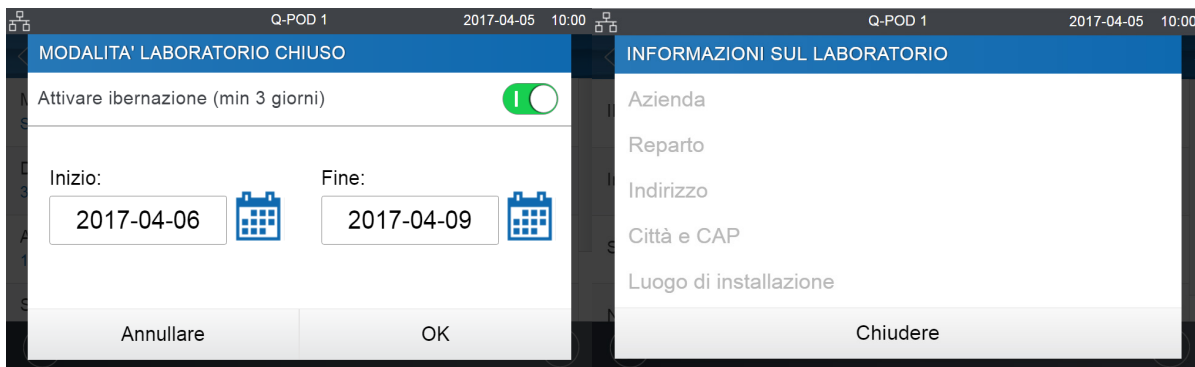 Q-POD 1 2017-04-05 10:00
MODALITA' LABORATORIO CHIUSO
Attivare ibernazione (min 3 giorni)
Inizio: Fine:
2017-04-06 2017-04-09
Annullare OK
Q-POD 1 2017-04-05 10:00
INFORMAZIONI SUL LABORATORIO
Azienda
Reparto
Indirizzo
Città e CAP
Luogo di installazione
Chiudere